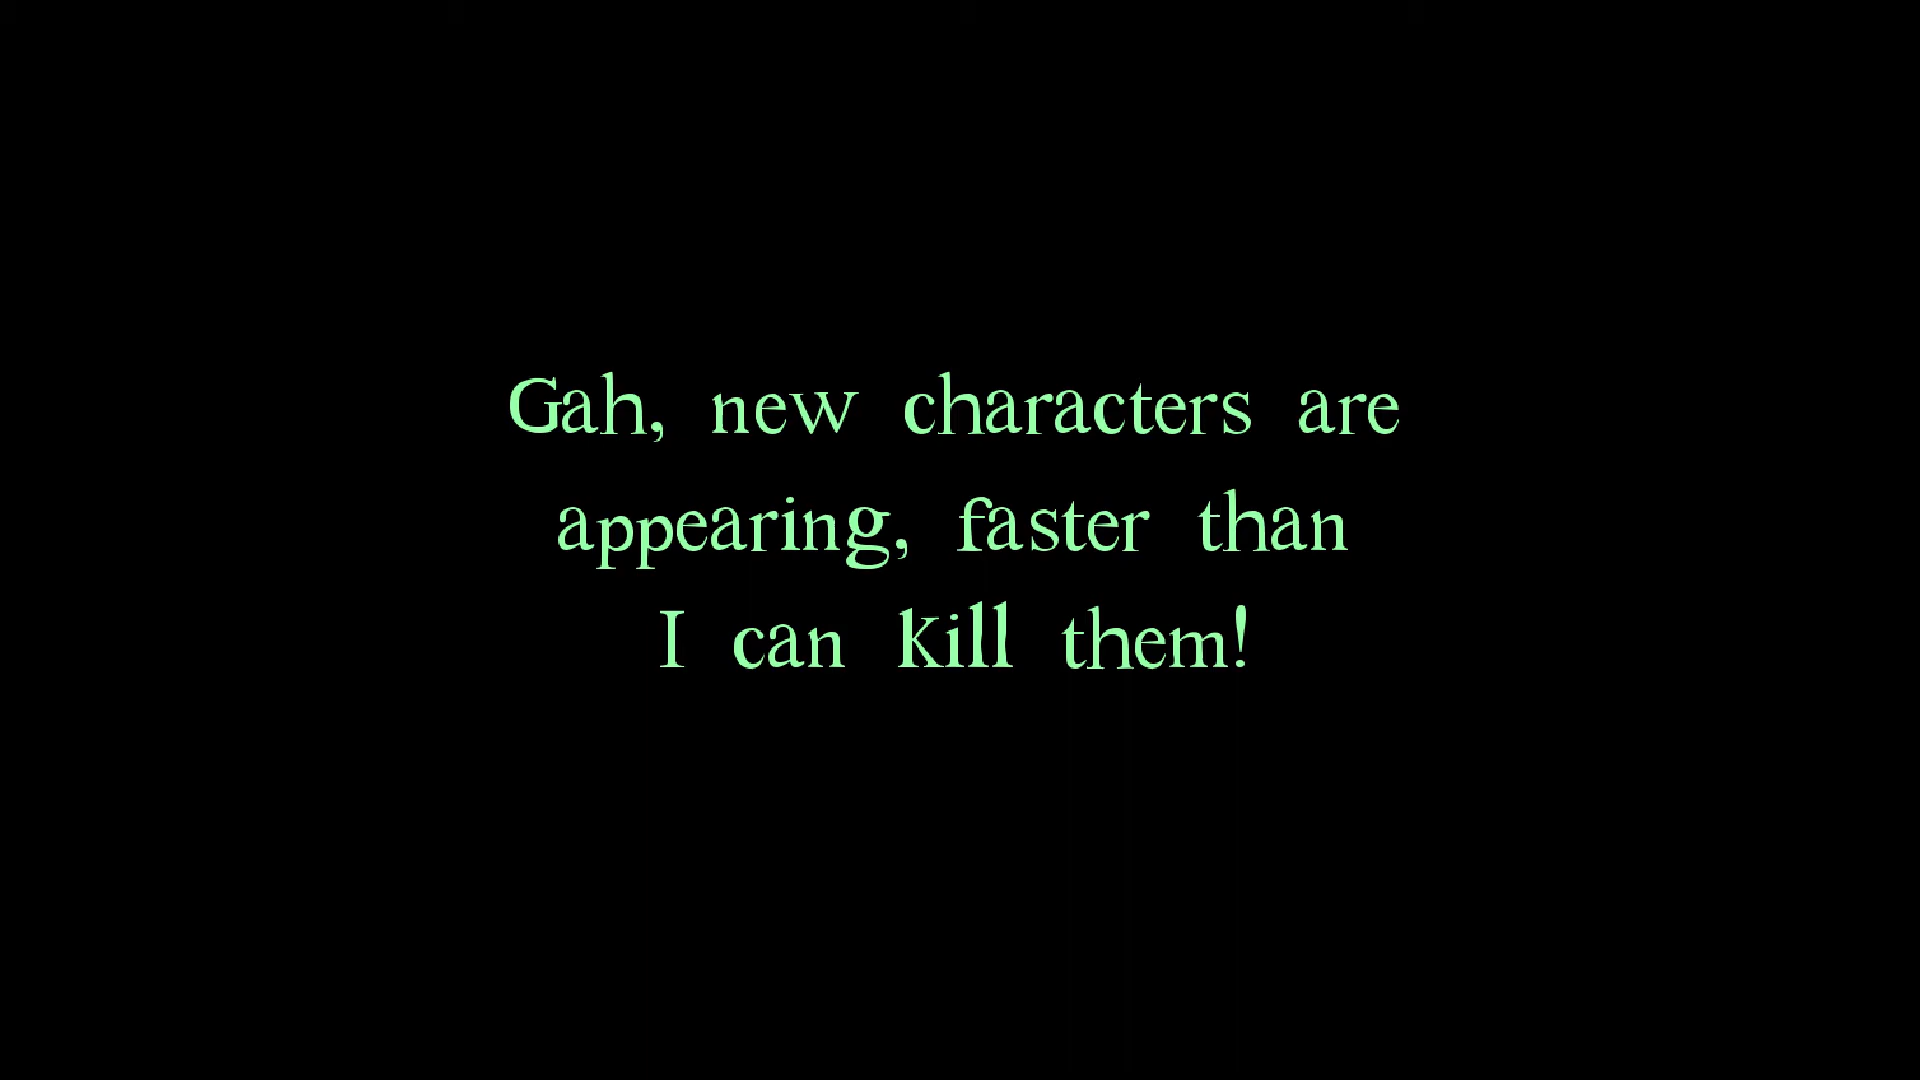 Gah, new characters are
appearing, faster than
I can kill them!